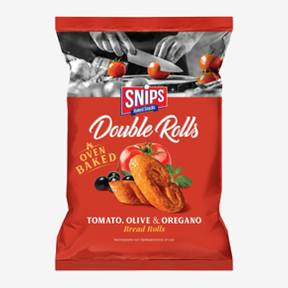 SNIPS
Baked Snacks
Double Rolls
OVEN
BAKED
TOMATO, OLIVE & OREGANO
Bread Rolls